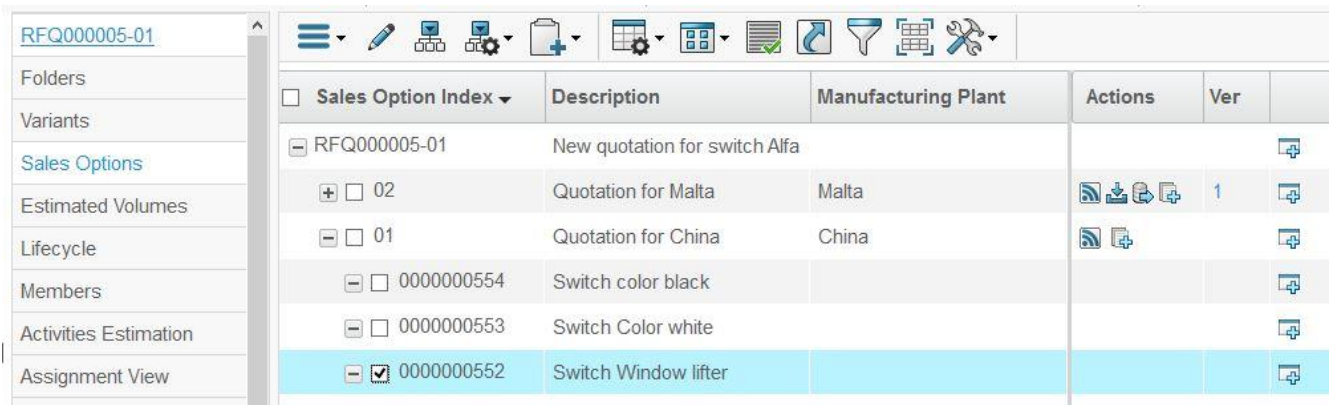 RFQ000005-01
Folders
Variants
Sales Options
Estimated Volumes
Lifecycle
Members
Activities Estimation
Assignment View
Sales Option Index Description Manufacturing Plant Actions Ver
RFQ000005-01 New quotation for switch Alfa
02 Quotation for Malta Malta 1
01 Quotation for China China
0000000554 Switch color black
0000000553 Switch Color white
0000000552 Switch Window lifter